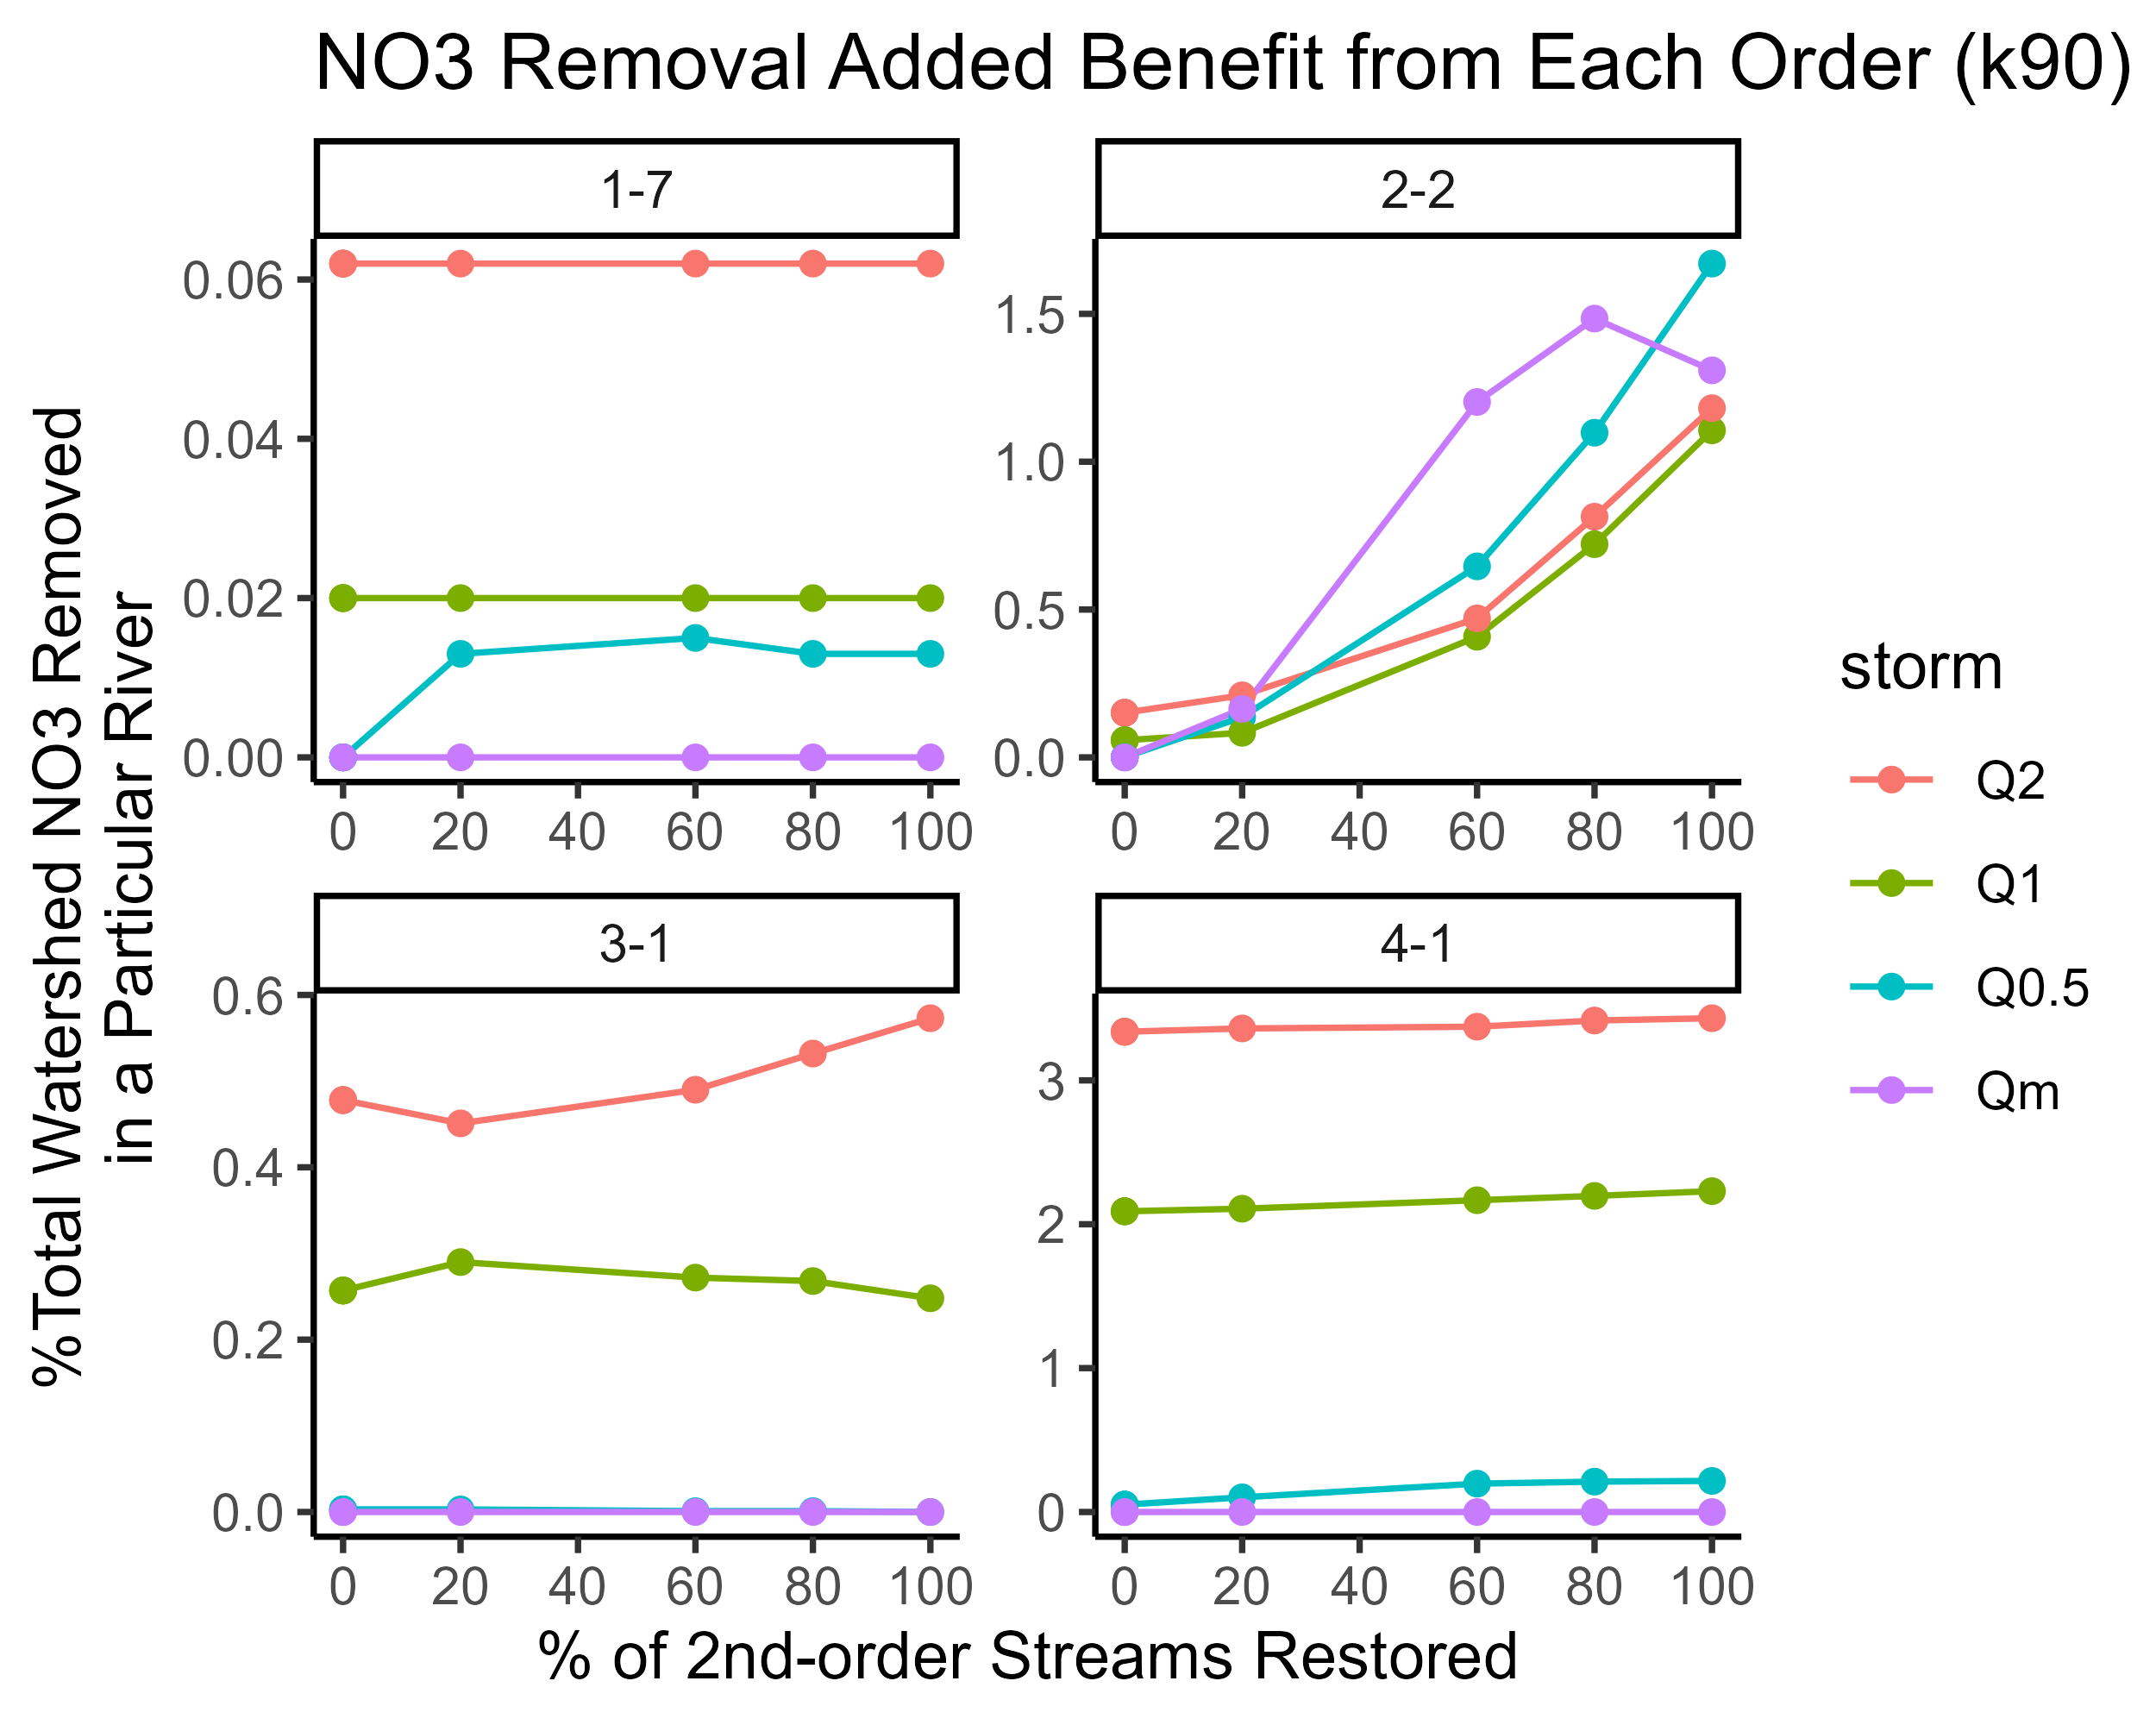 NO3 Removal Added Benefit from Each Order (k90)
%Total Watershed NO3 Removed
in a Particular River
1-7
0.06
0.04
0.02
0.00
0 20 40 60 80 100
2-2
1.5
1.0
0.5
0.0
0 20 40 60 80 100
3-1
0.6
0.4
0.2
0.0
0 20 40 60 80 100
4-1
3
2
1
0
0 20 40 60 80 100
% of 2nd-order Streams Restored
storm
Q2
Q1
Q0.5
Qm